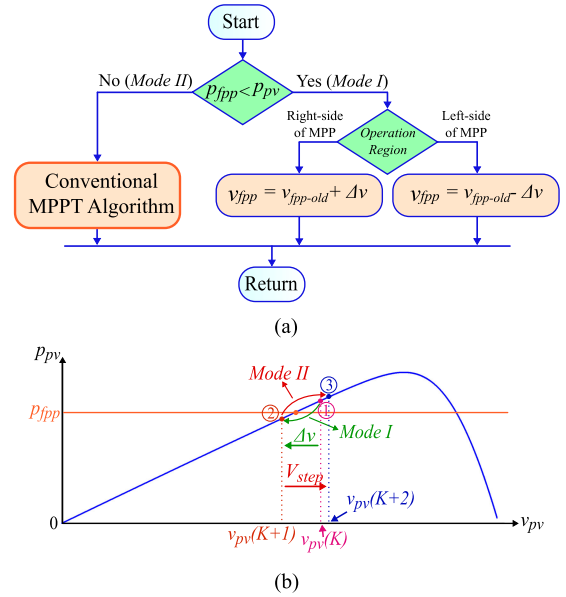 Start
No (Mode II)
p_fpp < p_pv
Yes (Mode I)
Right-side
of MPP
Operation
Region
Left-side
of MPP
Conventional
MPPT Algorithm
v_fpp = v_fpp-old + Δv
v_fpp = v_fpp-old - Δv
Return
(a)
p_pv
Mode II
3
p_fpp
2
1
Δv
Mode I
V_step
v_pv(K+2)
0
v_pv(K+1)
v_pv(K)
v_pv
(b)